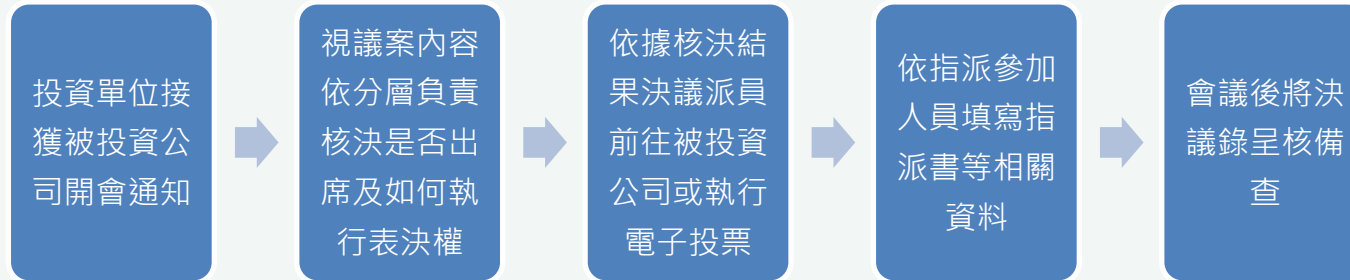 投資單位接
獲被投資公
司開會通知
視議案內容
依分層負責
核決是否出
席及如何執
行表決權
依據核決結
果決議派員
前往被投資
公司或執行
電子投票
依指派參加
人員填寫指
派書等相關
資料
會議後將決
議錄呈核備
查